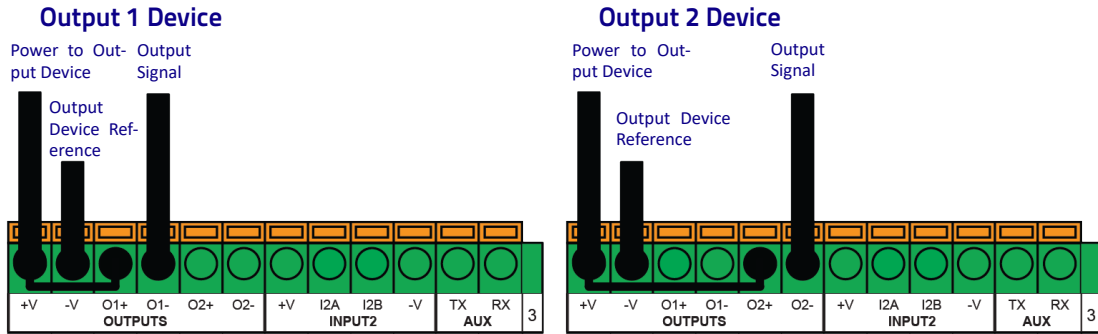 Output 1 Device
Power to Out-
put Device
Output
Signal
Output
Device Ref-
erence
+V -V O1+ O1- O2+ O2- +V I2A I2B -V TX RX
OUTPUTS INPUT2 AUX 3
Output 2 Device
Power to Out-
put Device
Output
Signal
Output Device
Reference
+V -V O1+ O1- O2+ O2- +V I2A I2B -V TX RX
OUTPUTS INPUT2 AUX 3